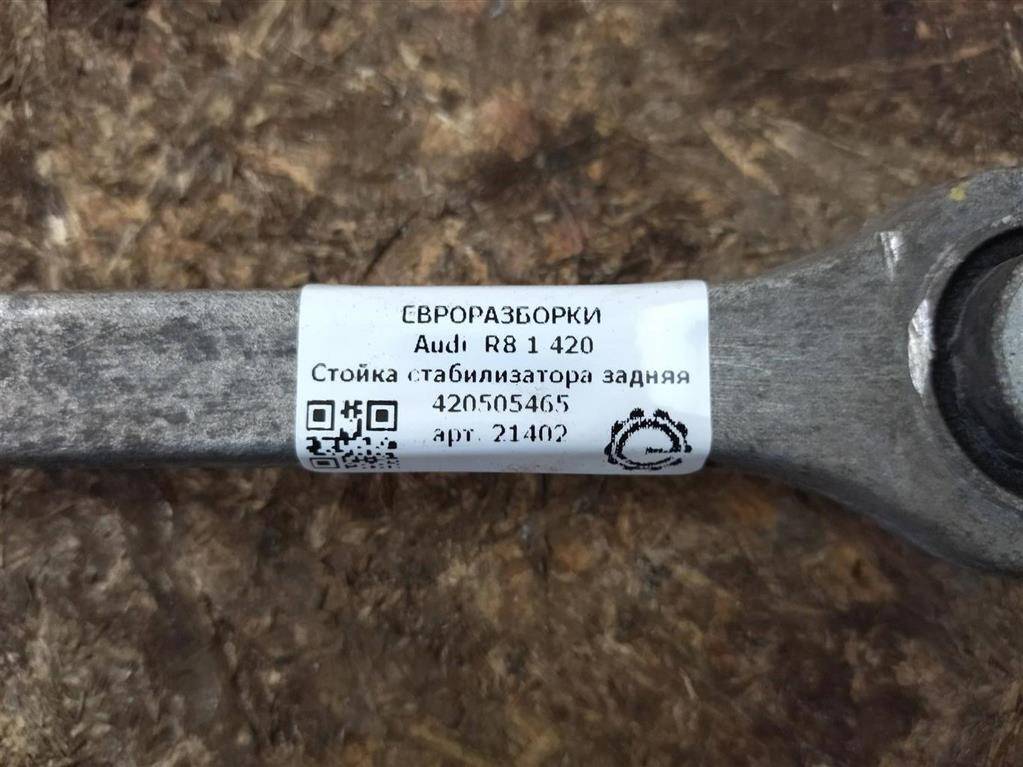 ЕВРОРАЗБОРКИ
Audi R8 1 420
Стойка стабилизатора задняя
420505465
арт. 21402